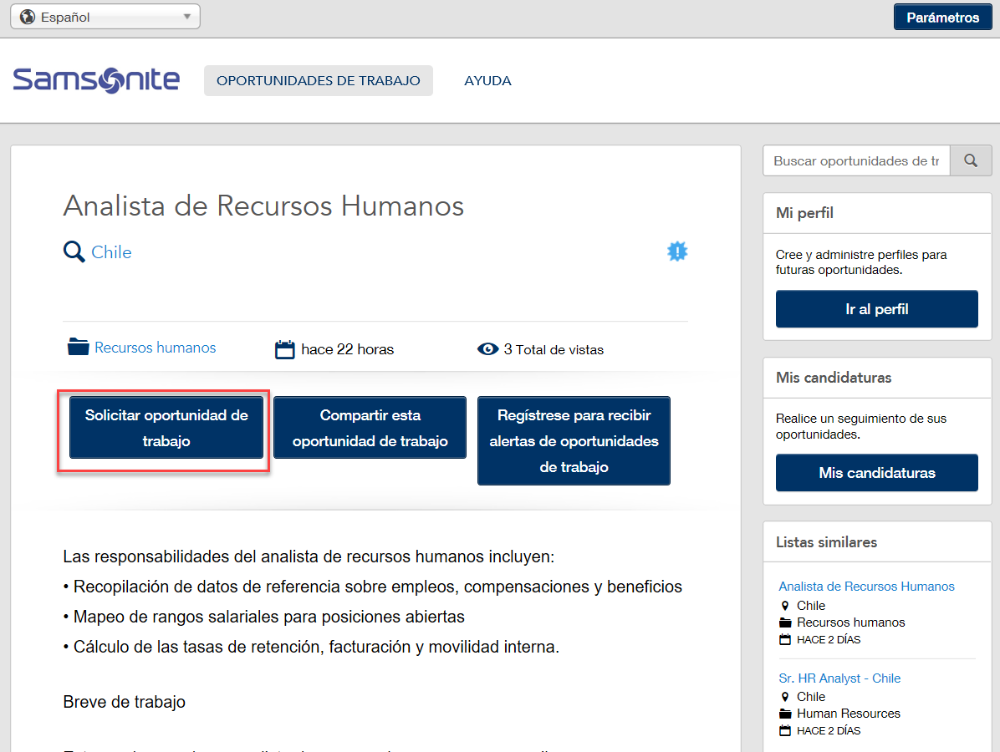 Español
Parámetros
Samsonite
OPORTUNIDADES DE TRABAJO
AYUDA
Analista de Recursos Humanos
Chile
Recursos humanos
hace 22 horas
3 Total de vistas
Solicitar oportunidad de
trabajo
Compartir esta
oportunidad de trabajo
Regístrese para recibir
alertas de oportunidades
de trabajo
Las responsabilidades del analista de recursos humanos incluyen:
• Recopilación de datos de referencia sobre empleos, compensaciones y beneficios
• Mapeo de rangos salariales para posiciones abiertas
• Cálculo de las tasas de retención, facturación y movilidad interna.
Breve de trabajo
Buscar oportunidades de tr
Mi perfil
Cree y administre perfiles para
futuras oportunidades.
Ir al perfil
Mis candidaturas
Realice un seguimiento de sus
oportunidades.
Mis candidaturas
Listas similares
Analista de Recursos Humanos
Chile
Recursos humanos
HACE 2 DÍAS
Sr. HR Analyst - Chile
Chile
Human Resources
HACE 2 DÍAS